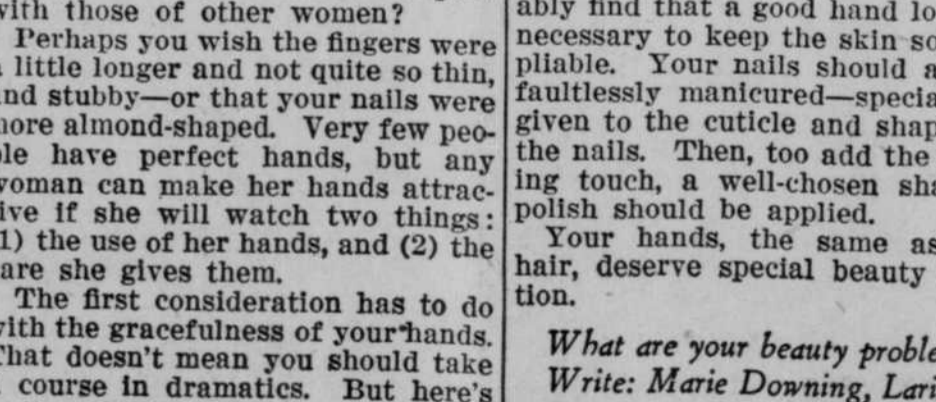 with those of other women?
Perhaps you wish the fingers were
little longer and not quite so thin,
and stubby—or that your nails were
more almond-shaped. Very few peo-
ple have perfect hands, but any
woman can make her hands attrac-
tive if she will watch two things:
(1) the use of her hands, and (2) the
care she gives them.
The first consideration has to do
with the gracefulness of your hands.
That doesn't mean you should take
course in dramatics. But here's
ably find that a good hand lo
necessary to keep the skin so
pliable. Your nails should a
faultlessly manicured—specia
given to the cuticle and shap
the nails. Then, too add the
ing touch, a well-chosen sha
polish should be applied.
Your hands, the same as
hair, deserve special beauty
tion.
What are your beauty proble
Write: Marie Downing, Lari